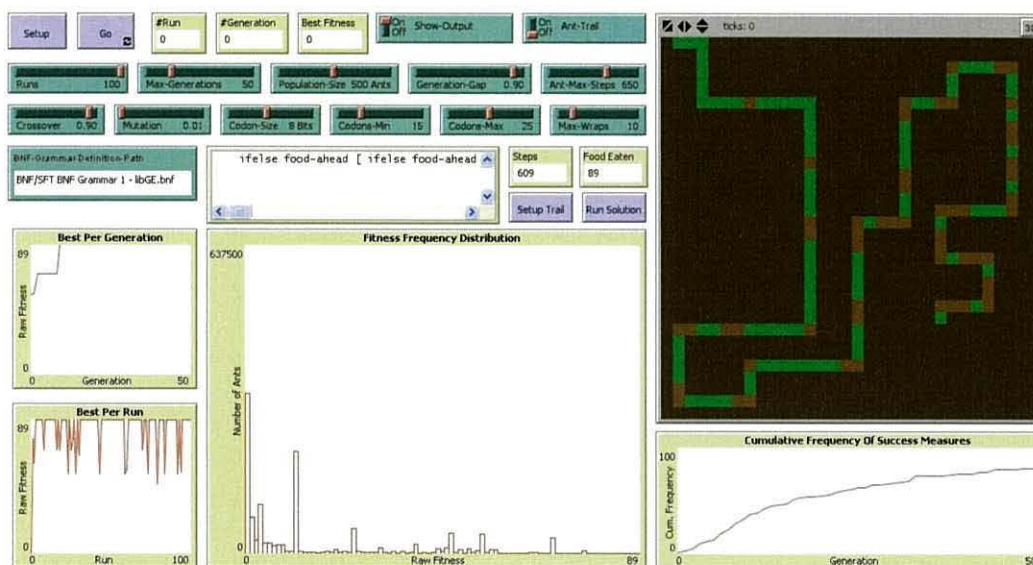 Setup
Go
#Run
0
#Generation
0
Best Fitness
0
On
Off
Show-Output
On
Off
Ant-Trail
ticks: 0
Runs 100
Max-Generations 50
Population-Size 500 Ants
Generation-Gap 0.90
Ant-Max-Steps 650
Crossover 0.90
Mutation 0.01
Codon-Size 8 Bits
Codons-Min 15
Codons-Max 25
Max-Wraps 10
BNF-Grammar-Definition-Path
BNF/SFT BNF Grammar 1 - libGE.bnf
ifelse food-ahead [ ifelse food-ahead
Steps
609
Food Eaten
89
Setup Trail
Run Solution
Best Per Generation
89
Raw Fitness
0
0
Generation
50
Best Per Run
89
Raw Fitness
0
0
Run
100
Fitness Frequency Distribution
637500
Number of Ants
0
0
Raw Fitness
89
Cumulative Frequency Of Success Measures
100
Cum. Frequency
0
0
Generation